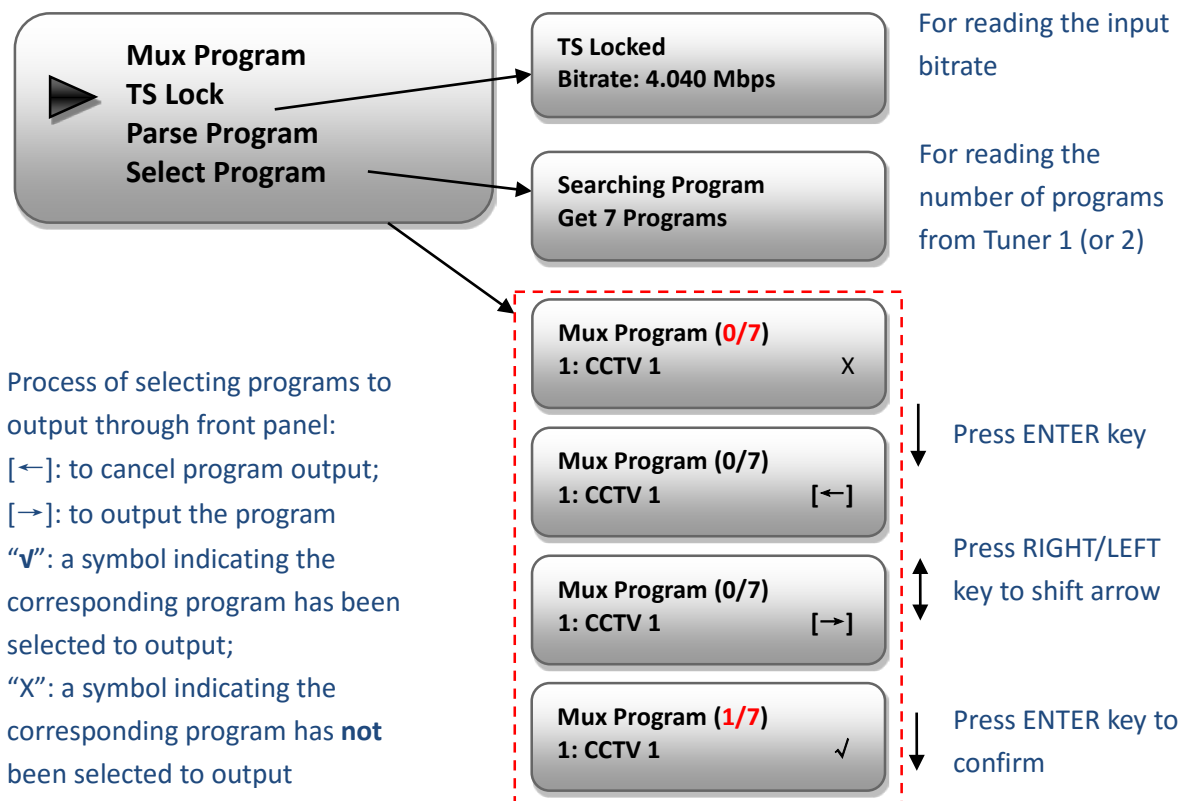 Mux Program
TS Lock
Parse Program
Select Program
TS Locked
Bitrate: 4.040 Mbps
For reading the input
bitrate
Searching Program
Get 7 Programs
For reading the
number of programs
from Tuner 1 (or 2)
Mux Program (0/7)
1: CCTV 1 X
Press ENTER key
Mux Program (0/7)
1: CCTV 1 [←]
Press RIGHT/LEFT
key to shift arrow
Mux Program (0/7)
1: CCTV 1 [→]
Mux Program (1/7)
1: CCTV 1 √
Press ENTER key to
confirm
Process of selecting programs to
output through front panel:
[←]: to cancel program output;
[→]: to output the program
“√”: a symbol indicating the
corresponding program has been
selected to output;
“X”: a symbol indicating the
corresponding program has not
been selected to output